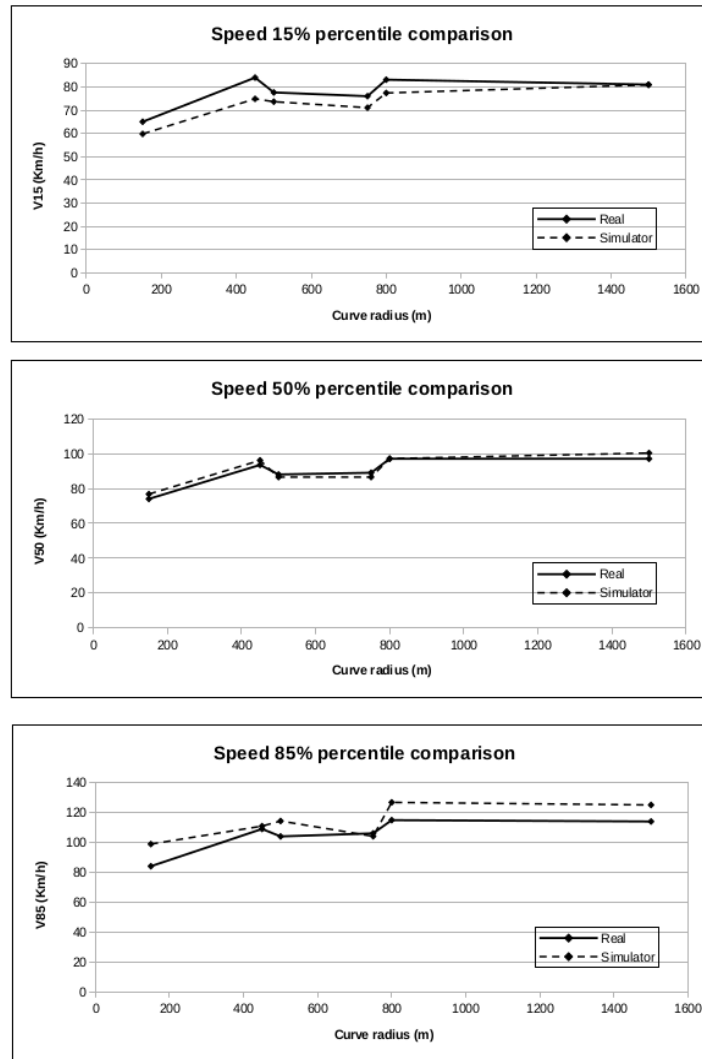 Speed 15% percentile comparison
90
80
70
60
50
40
30
20
10
0
V15 (Km/h)
Real
Simulator
0 200 400 600 800 1000 1200 1400 1600
Curve radius (m)
Speed 50% percentile comparison
120
100
80
60
40
20
0
V50 (Km/h)
Real
Simulator
0 200 400 600 800 1000 1200 1400 1600
Curve radius (m)
Speed 85% percentile comparison
140
120
100
80
60
40
20
0
V85 (Km/h)
Real
Simulator
0 200 400 600 800 1000 1200 1400 1600
Curve radius (m)